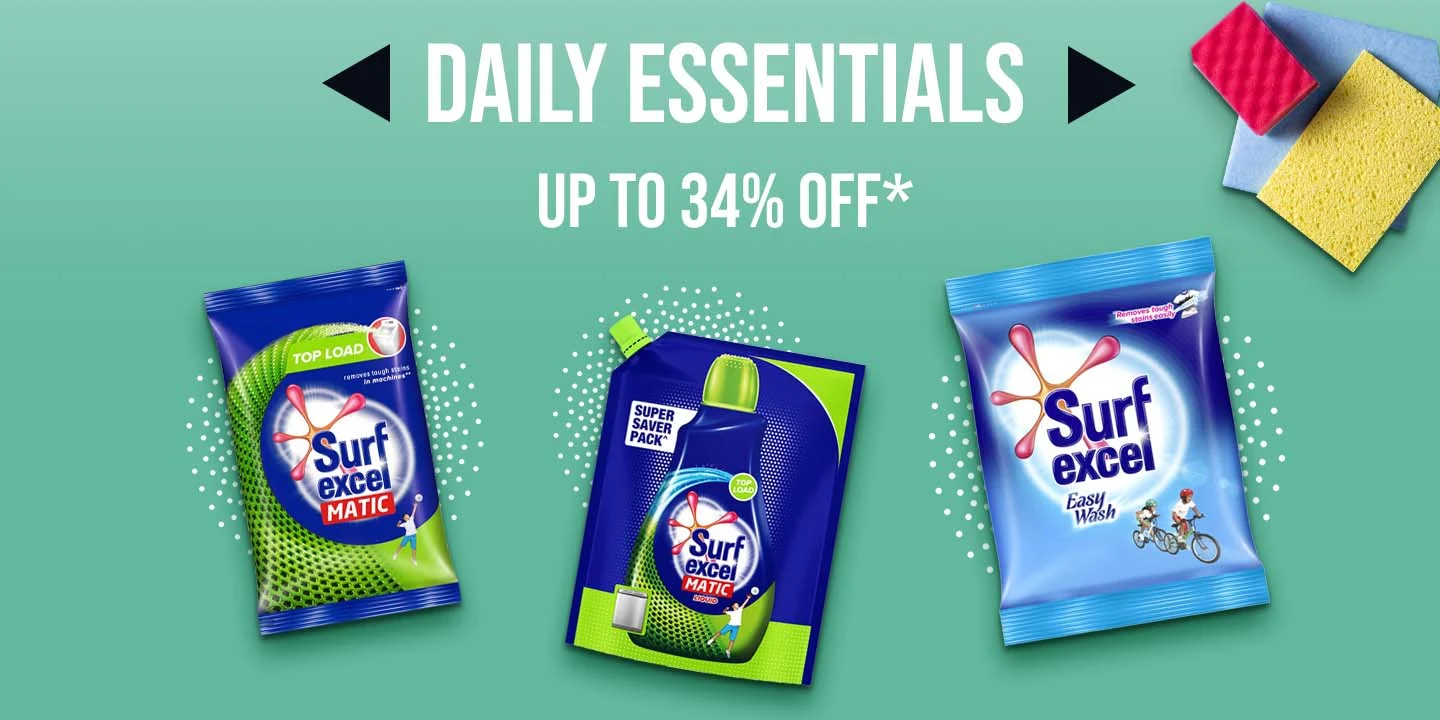 DAILY ESSENTIALS
UP TO 34% OFF*
TOP LOAD
removes tough stains
in machines**
Surf
excel
MATIC
SUPER
SAVER
PACK^
TOP
LOAD
Surf
excel
MATIC
LIQUID
Removes tough
stains easily
Surf
excel
Easy
Wash